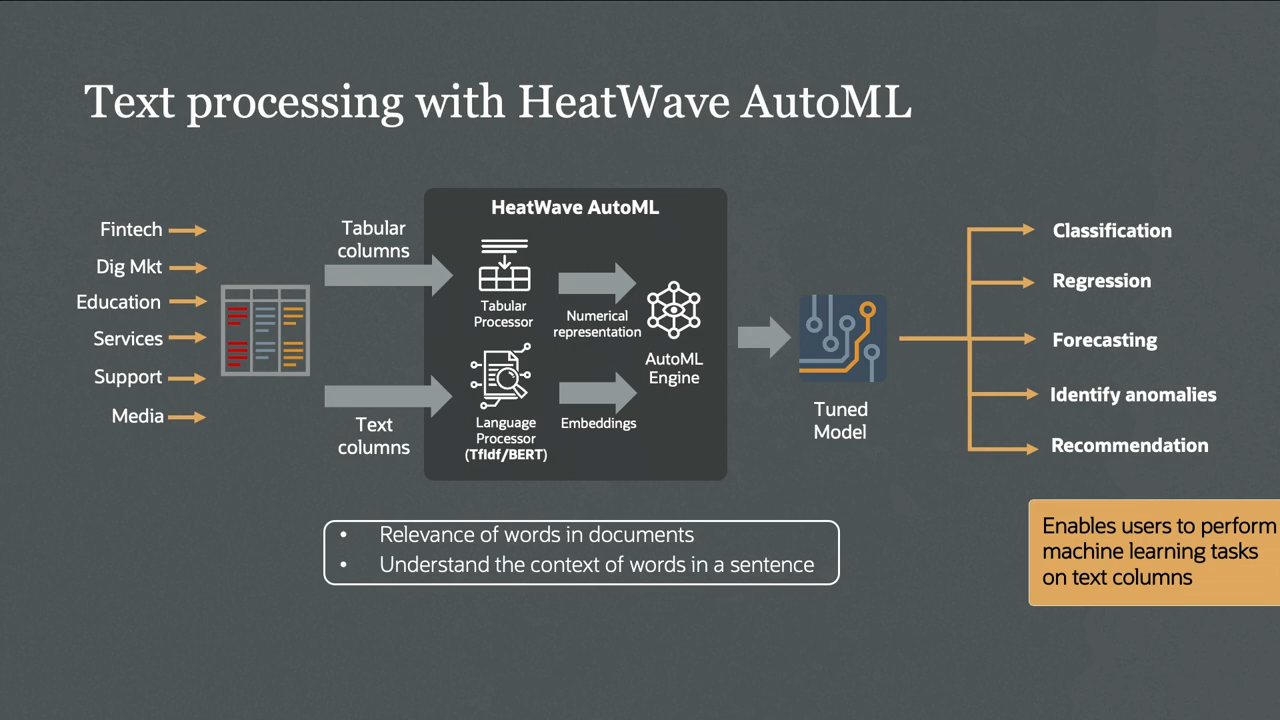 Text processing with HeatWave AutoML
Fintech
Dig Mkt
Education
Services
Support
Media
Tabular
columns
Text
columns
HeatWave AutoML
Tabular
Processor
Numerical
representation
Language
Processor
(TfIdf/BERT)
Embeddings
AutoML
Engine
Tuned
Model
Classification
Regression
Forecasting
Identify anomalies
Recommendation
• Relevance of words in documents
• Understand the context of words in a sentence
Enables users to perform
machine learning tasks
on text columns